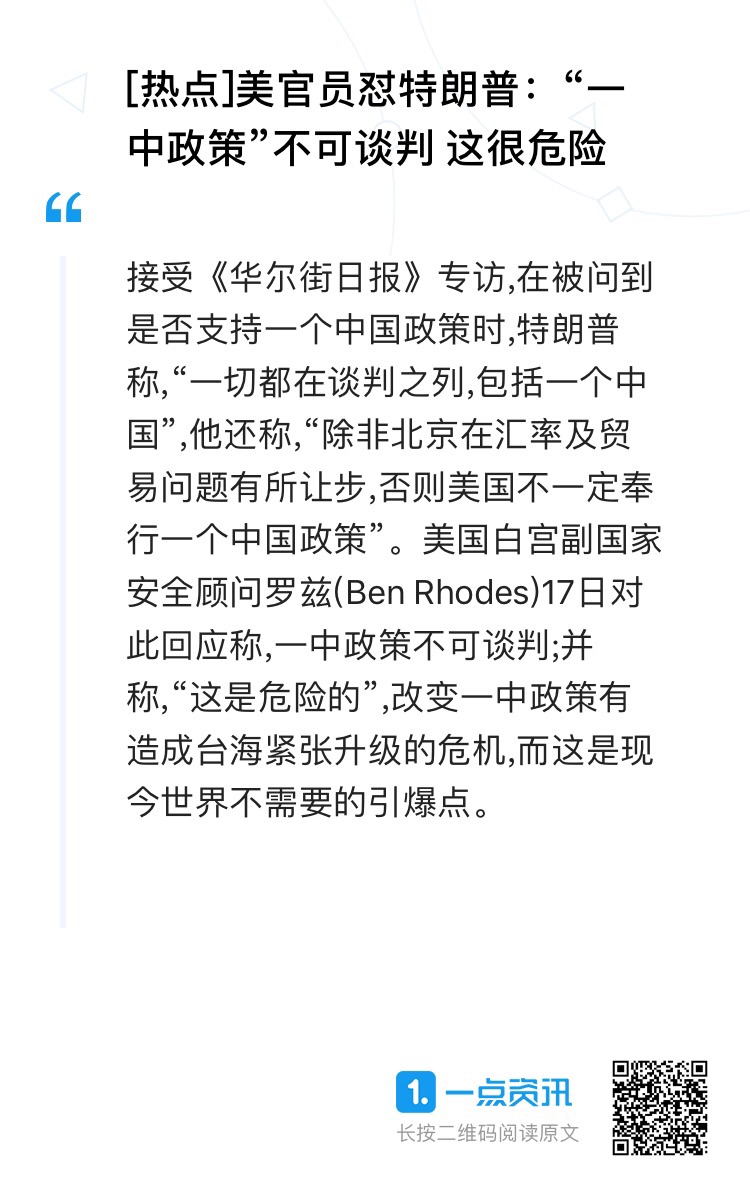 [热点]美官员怼特朗普：“一
中政策”不可谈判 这很危险
接受《华尔街日报》专访,在被问到
是否支持一个中国政策时,特朗普
称,“一切都在谈判之列,包括一个中
国”,他还称,“除非北京在汇率及贸
易问题有所让步,否则美国不一定奉
行一个中国政策”。美国白宫副国家
安全顾问罗兹(Ben Rhodes)17日对
此回应称,一中政策不可谈判;并
称,“这是危险的”,改变一中政策有
造成台海紧张升级的危机,而这是现
今世界不需要的引爆点。
1. 一点资讯
长按二维码阅读原文